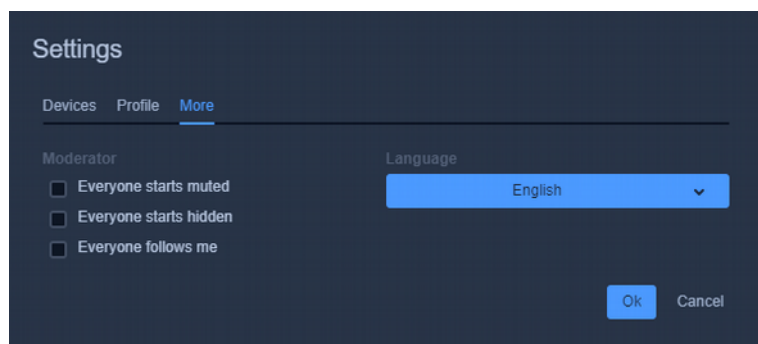 Settings
Devices Profile More
Moderator
Everyone starts muted
Everyone starts hidden
Everyone follows me
Language
English
Ok Cancel